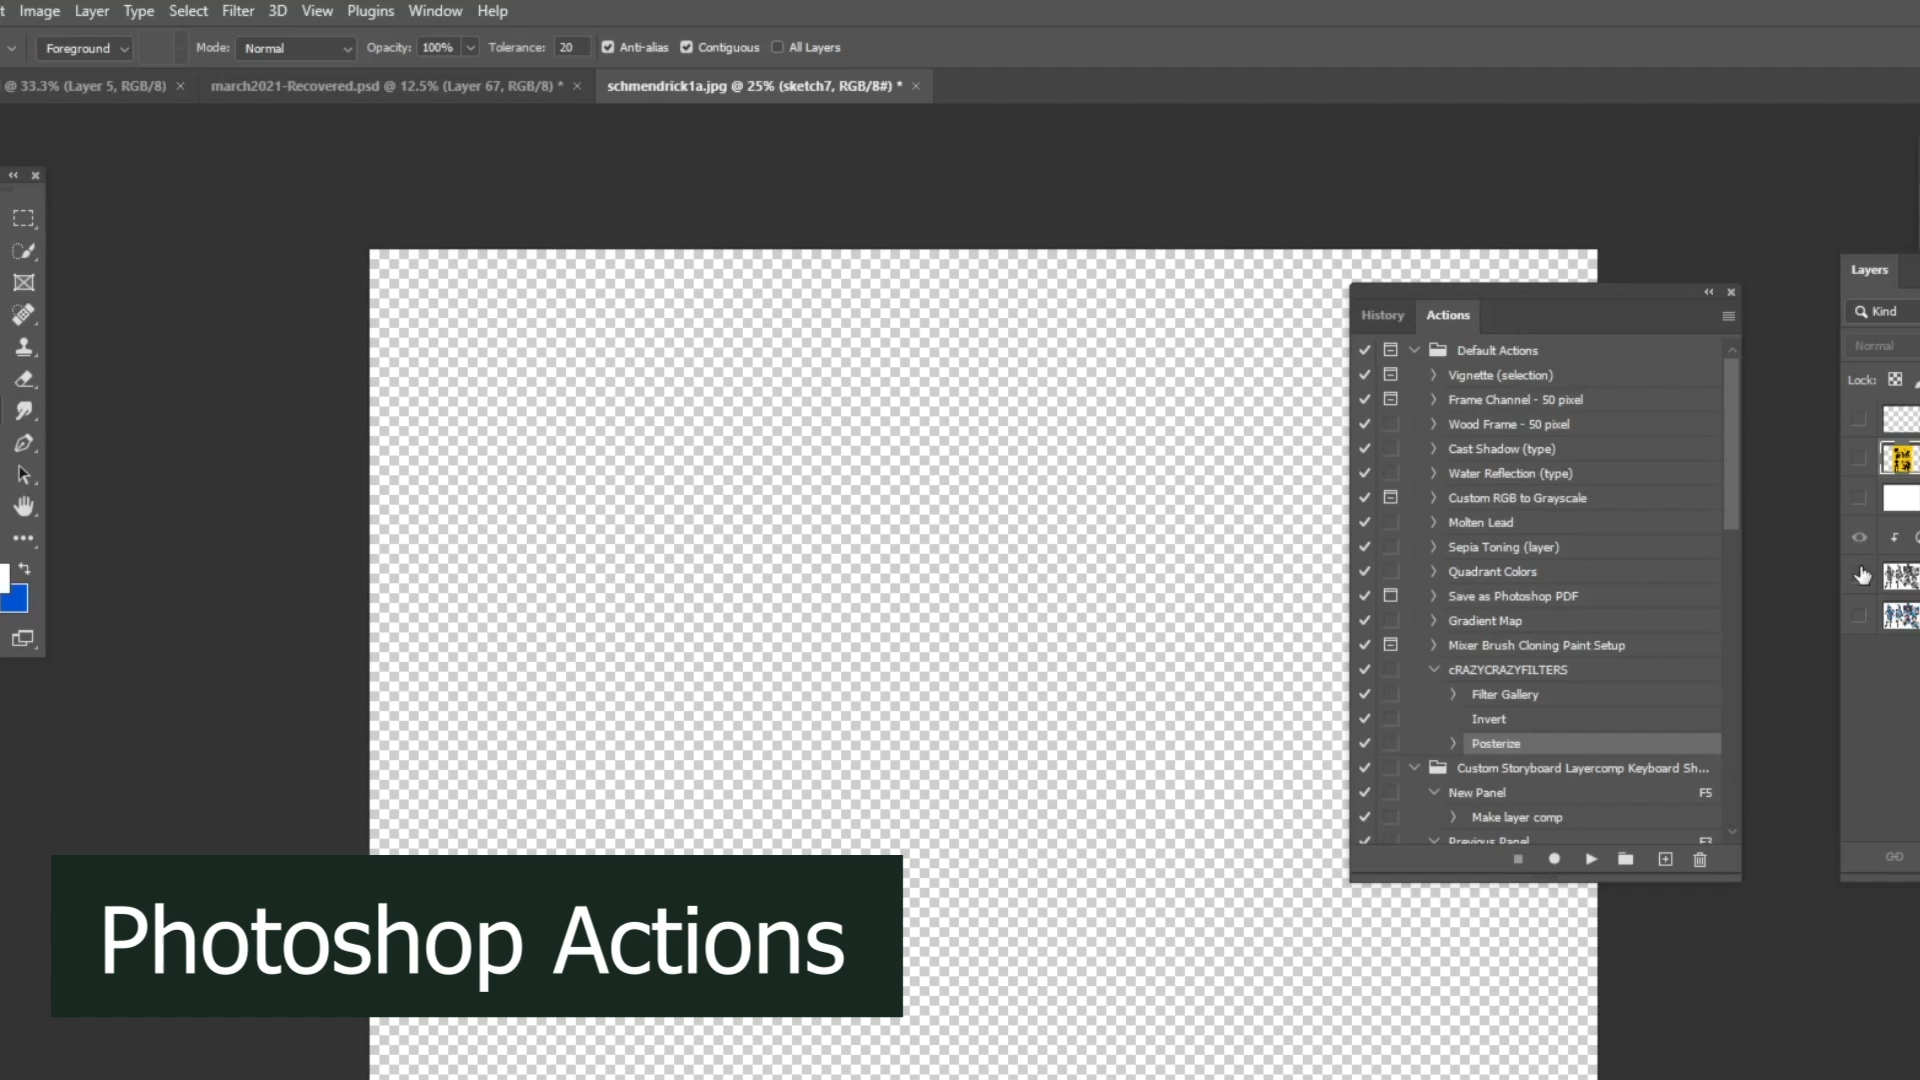 t Image Layer Type Select Filter 3D View Plugins Window Help
Foreground Mode: Normal Opacity: 100% Tolerance: 20 Anti-alias Contiguous All Layers
@ 33.3% (Layer 5, RGB/8) × march2021-Recovered.psd @ 12.5% (Layer 67, RGB/8) * × schmendrick1a.jpg @ 25% (sketch7, RGB/8#) * ×
Layers
Kind
Normal
Lock:
History Actions
Default Actions
Vignette (selection)
Frame Channel - 50 pixel
Wood Frame - 50 pixel
Cast Shadow (type)
Water Reflection (type)
Custom RGB to Grayscale
Molten Lead
Sepia Toning (layer)
Quadrant Colors
Save as Photoshop PDF
Gradient Map
Mixer Brush Cloning Paint Setup
cRAZYCRAZYFILTERS
Filter Gallery
Invert
Posterize
Custom Storyboard Layercomp Keyboard Sh...
New Panel F5
Make layer comp
Previous Panel F3
Photoshop Actions